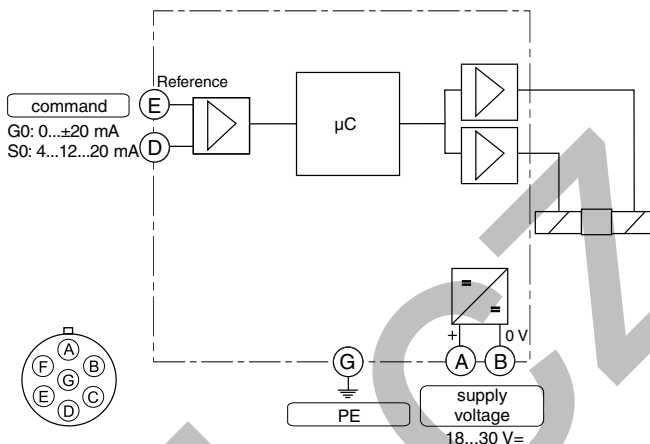 Reference
E
command
G0: 0...±20 mA
S0: 4...12...20 mA
D
µC
+
0 V
G
A
B
PE
supply
voltage
18...30 V=
A
F
B
G
E
C
D